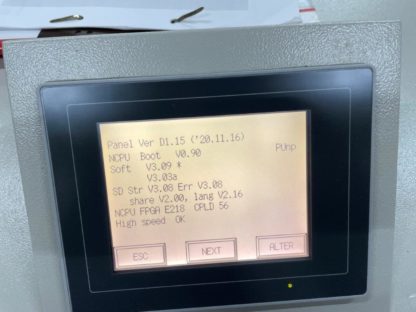 Panel Ver D1.15 ('20.11.16)
NCPU Boot V0.90 PUnp
Soft V3.09 *
V3.03a
SD Str V3.08 Err V3.08
share V2.00, lang V2.16
NCPU FPGA E218 CPLD 56
High speed OK
ESC NEXT ALTER